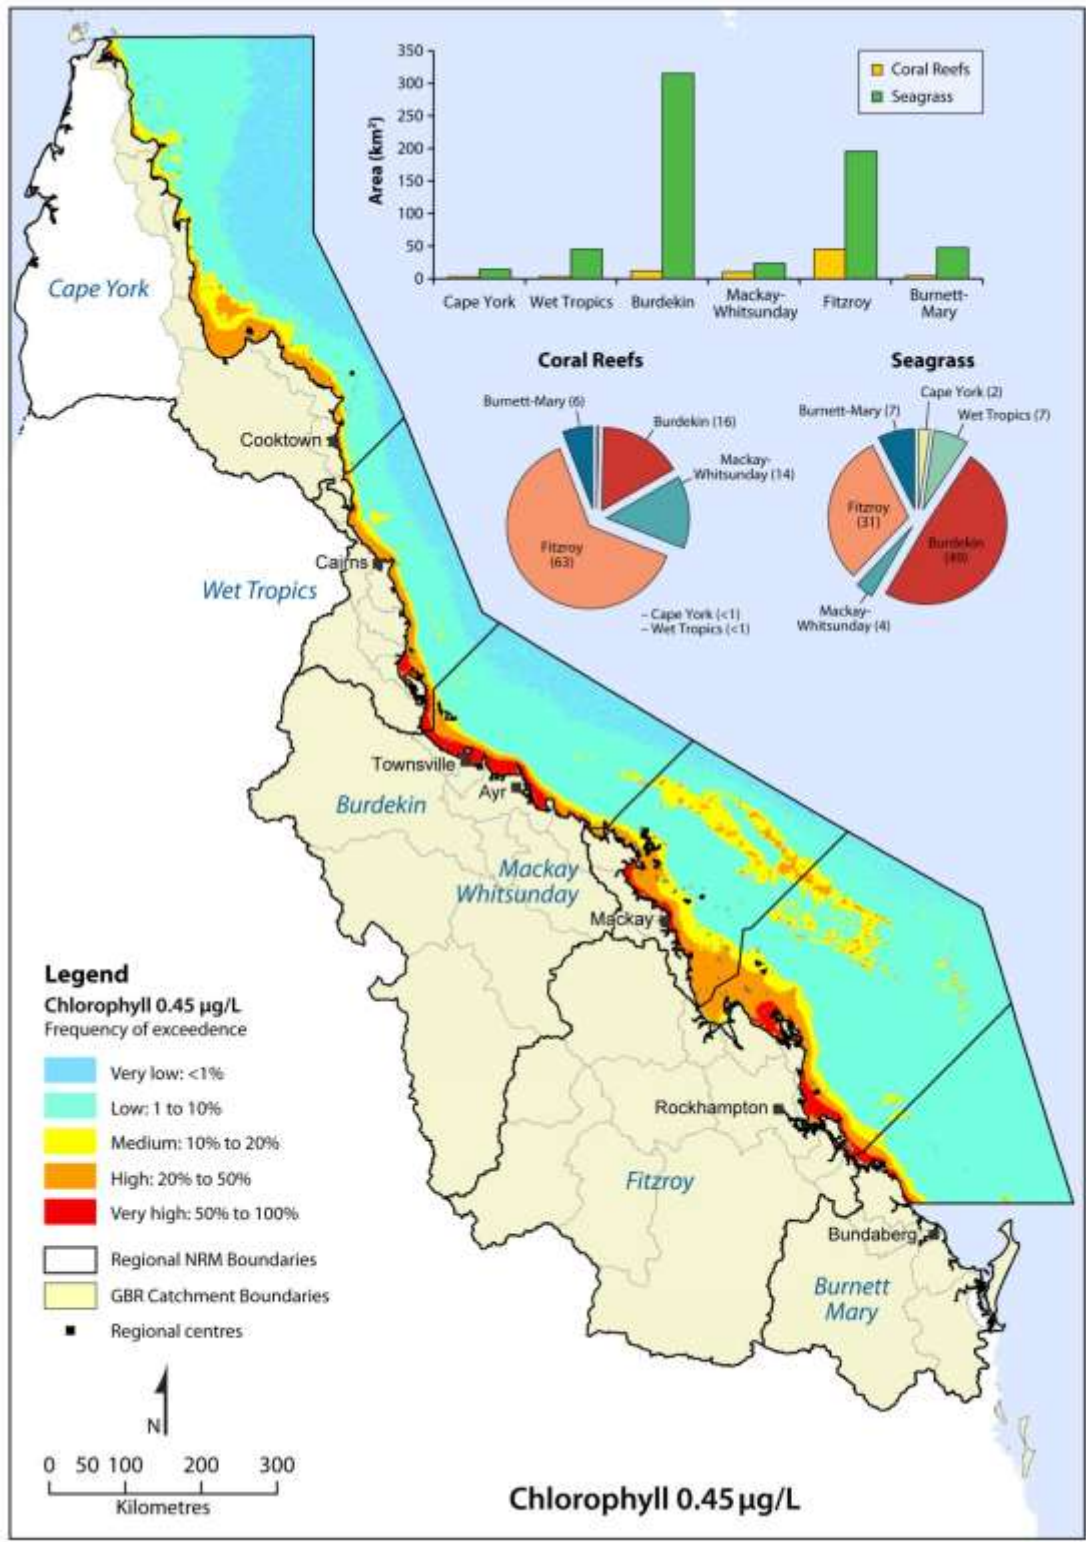 350
300
250
200
150
100
50
0
Area (km²)
Coral Reefs
Seagrass
Cape York
Wet Tropics
Burdekin
Mackay-
Whitsunday
Fitzroy
Burnett-
Mary
Coral Reefs
Burnett-Mary (6)
Burdekin (16)
Mackay-
Whitsunday (14)
Fitzroy
(63)
– Cape York (<1)
– Wet Tropics (<1)
Seagrass
Cape York (2)
Burnett-Mary (7)
Wet Tropics (7)
Fitzroy
(31)
Burdekin
(49)
Mackay-
Whitsunday (4)
Cape York
Cooktown
Cairns
Wet Tropics
Townsville
Ayr
Burdekin
Mackay
Whitsunday
Mackay
Rockhampton
Fitzroy
Bundaberg
Burnett
Mary
Legend
Chlorophyll 0.45 µg/L
Frequency of exceedence
Very low: <1%
Low: 1 to 10%
Medium: 10% to 20%
High: 20% to 50%
Very high: 50% to 100%
Regional NRM Boundaries
GBR Catchment Boundaries
Regional centres
N
0 50 100 200 300
Kilometres
Chlorophyll 0.45 µg/L